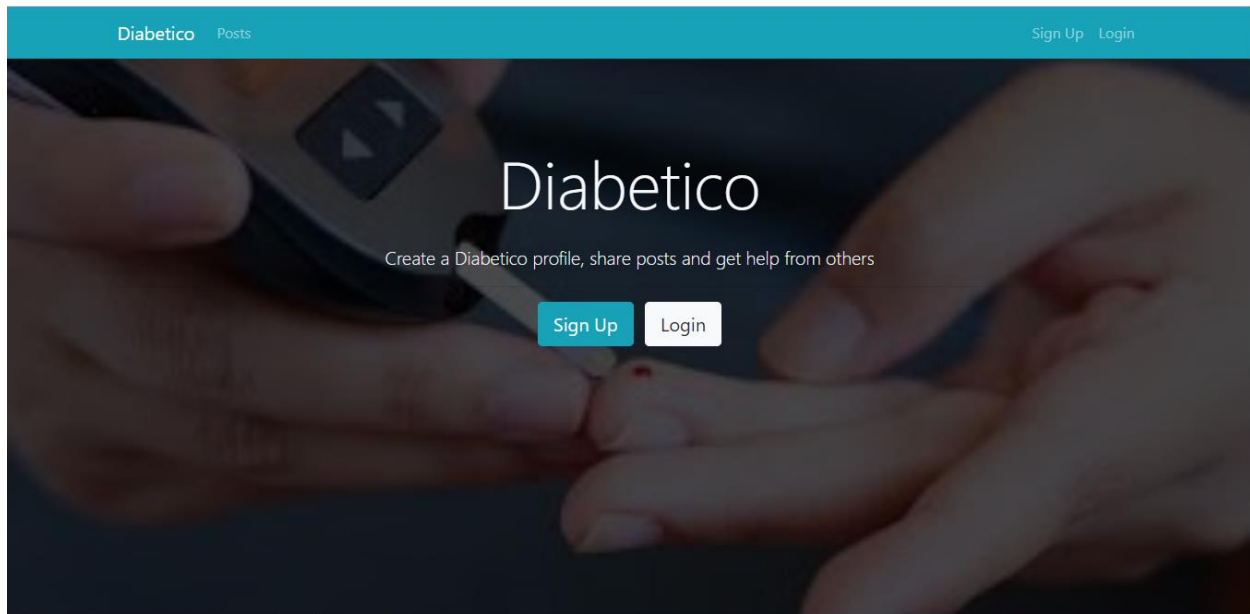 Diabetico Posts Sign Up Login
Diabetico
Create a Diabetico profile, share posts and get help from others
Sign Up Login